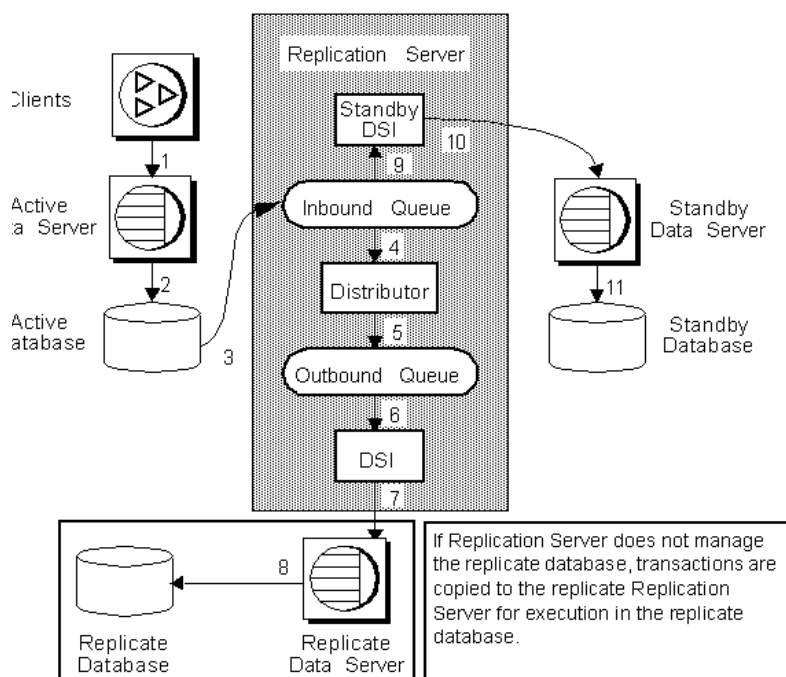 Replication Server
Clients
Standby
DSI
10
1
9
Active
Data Server
Inbound Queue
Standby
Data Server
4
2
Distributor
11
Active
Database
3
5
Standby
Database
Outbound Queue
6
DSI
7
8
Replicate
Database
Replicate
Data Server
If Replication Server does not manage
the replicate database, transactions are
copied to the replicate Replication
Server for execution in the replicate
database.